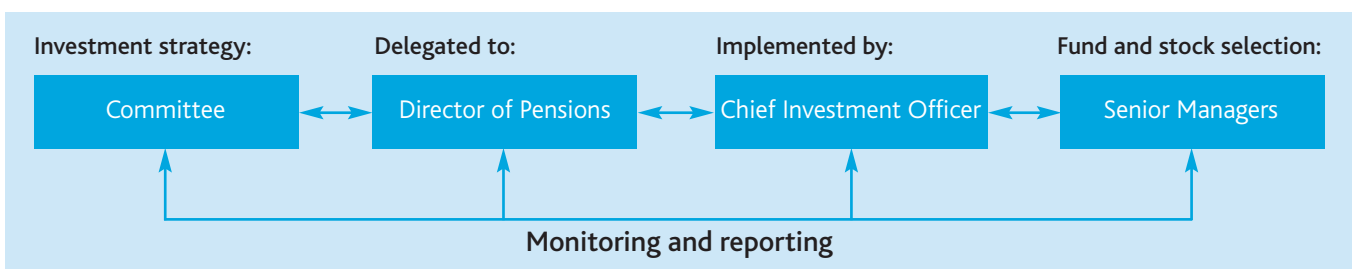 Investment strategy:
Delegated to:
Implemented by:
Fund and stock selection:
Committee
Director of Pensions
Chief Investment Officer
Senior Managers
Monitoring and reporting